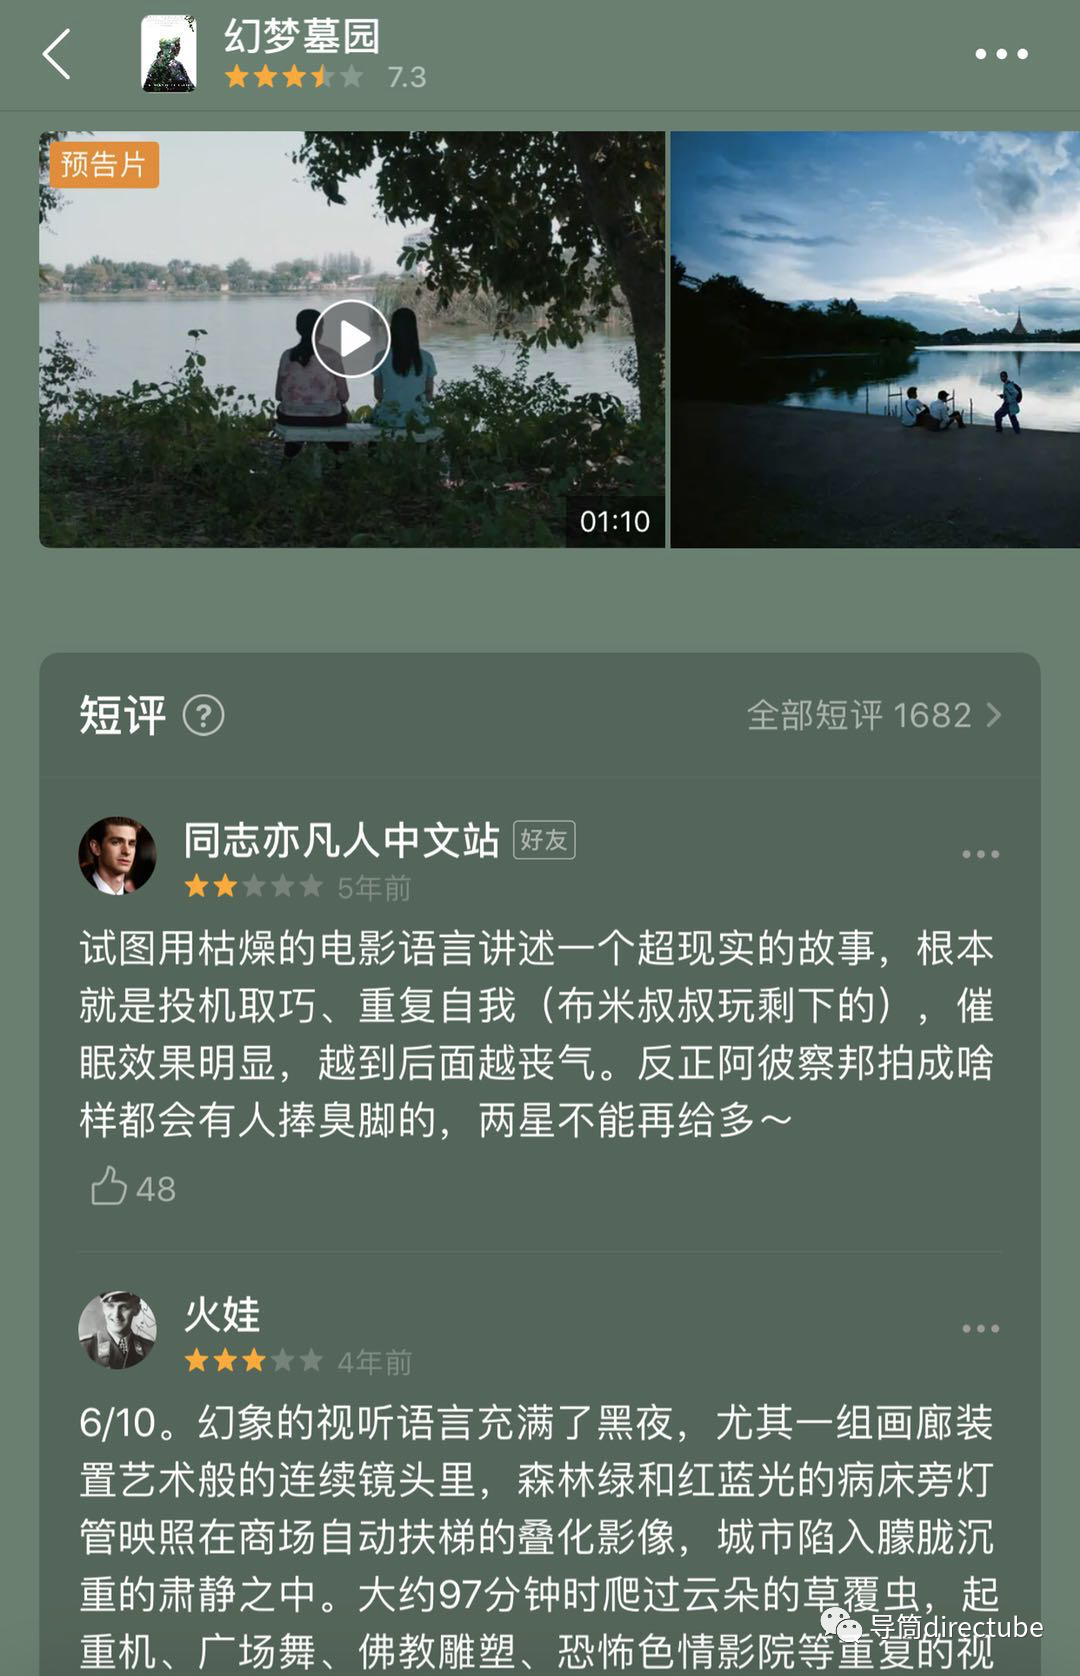 幻梦墓园
7.3
预告片
01:10
短评 ?
全部短评 1682
同志亦凡人中文站 好友
5年前
试图用枯燥的电影语言讲述一个超现实的故事，根本
就是投机取巧、重复自我（布米叔叔玩剩下的），催
眠效果明显，越到后面越丧气。反正阿彼察邦拍成啥
样都会有人捧臭脚的，两星不能再给多～
48
火娃
4年前
6/10。幻象的视听语言充满了黑夜，尤其一组画廊装
置艺术般的连续镜头里，森林绿和红蓝光的病床旁灯
管映照在商场自动扶梯的叠化影像，城市陷入朦胧沉
重的肃静之中。大约97分钟时爬过云朵的草覆虫，起
重机、广场舞、佛教雕塑、恐怖色情影院等重复的视
导筒directube